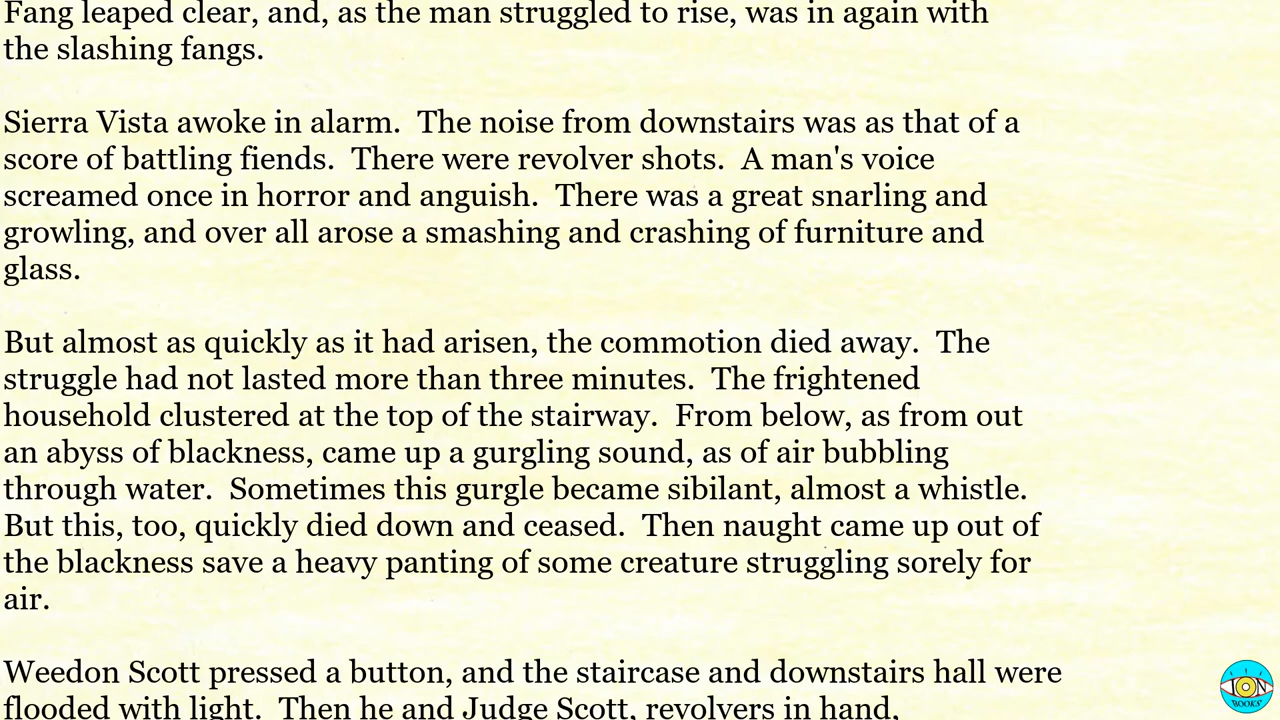 Fang leaped clear, and, as the man struggled to rise, was in again with
the slashing fangs.
Sierra Vista awoke in alarm.  The noise from downstairs was as that of a
score of battling fiends.  There were revolver shots.  A man's voice
screamed once in horror and anguish.  There was a great snarling and
growling, and over all arose a smashing and crashing of furniture and
glass.
But almost as quickly as it had arisen, the commotion died away.  The
struggle had not lasted more than three minutes.  The frightened
household clustered at the top of the stairway.  From below, as from out
an abyss of blackness, came up a gurgling sound, as of air bubbling
through water.  Sometimes this gurgle became sibilant, almost a whistle.
But this, too, quickly died down and ceased.  Then naught came up out of
the blackness save a heavy panting of some creature struggling sorely for
air.
Weedon Scott pressed a button, and the staircase and downstairs hall were
flooded with light.  Then he and Judge Scott, revolvers in hand,
ION
BOOKS